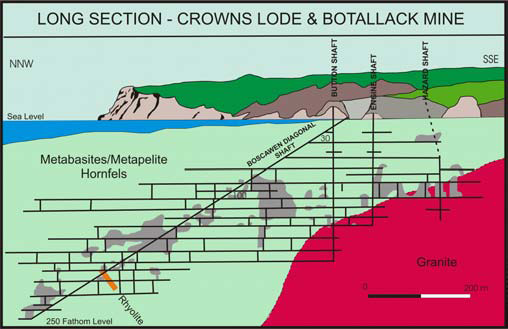 LONG SECTION - CROWNS LODE & BOTALLACK MINE
NNW
SSE
BUTTON SHAFT
ENGINE SHAFT
HAZARD SHAFT
Sea Level
BOSCAWEN DIAGONAL
SHAFT
30
Metabasites/Metapelite
Hornfels
100
Granite
Rhyolite
0 200 m
250 Fathom Level